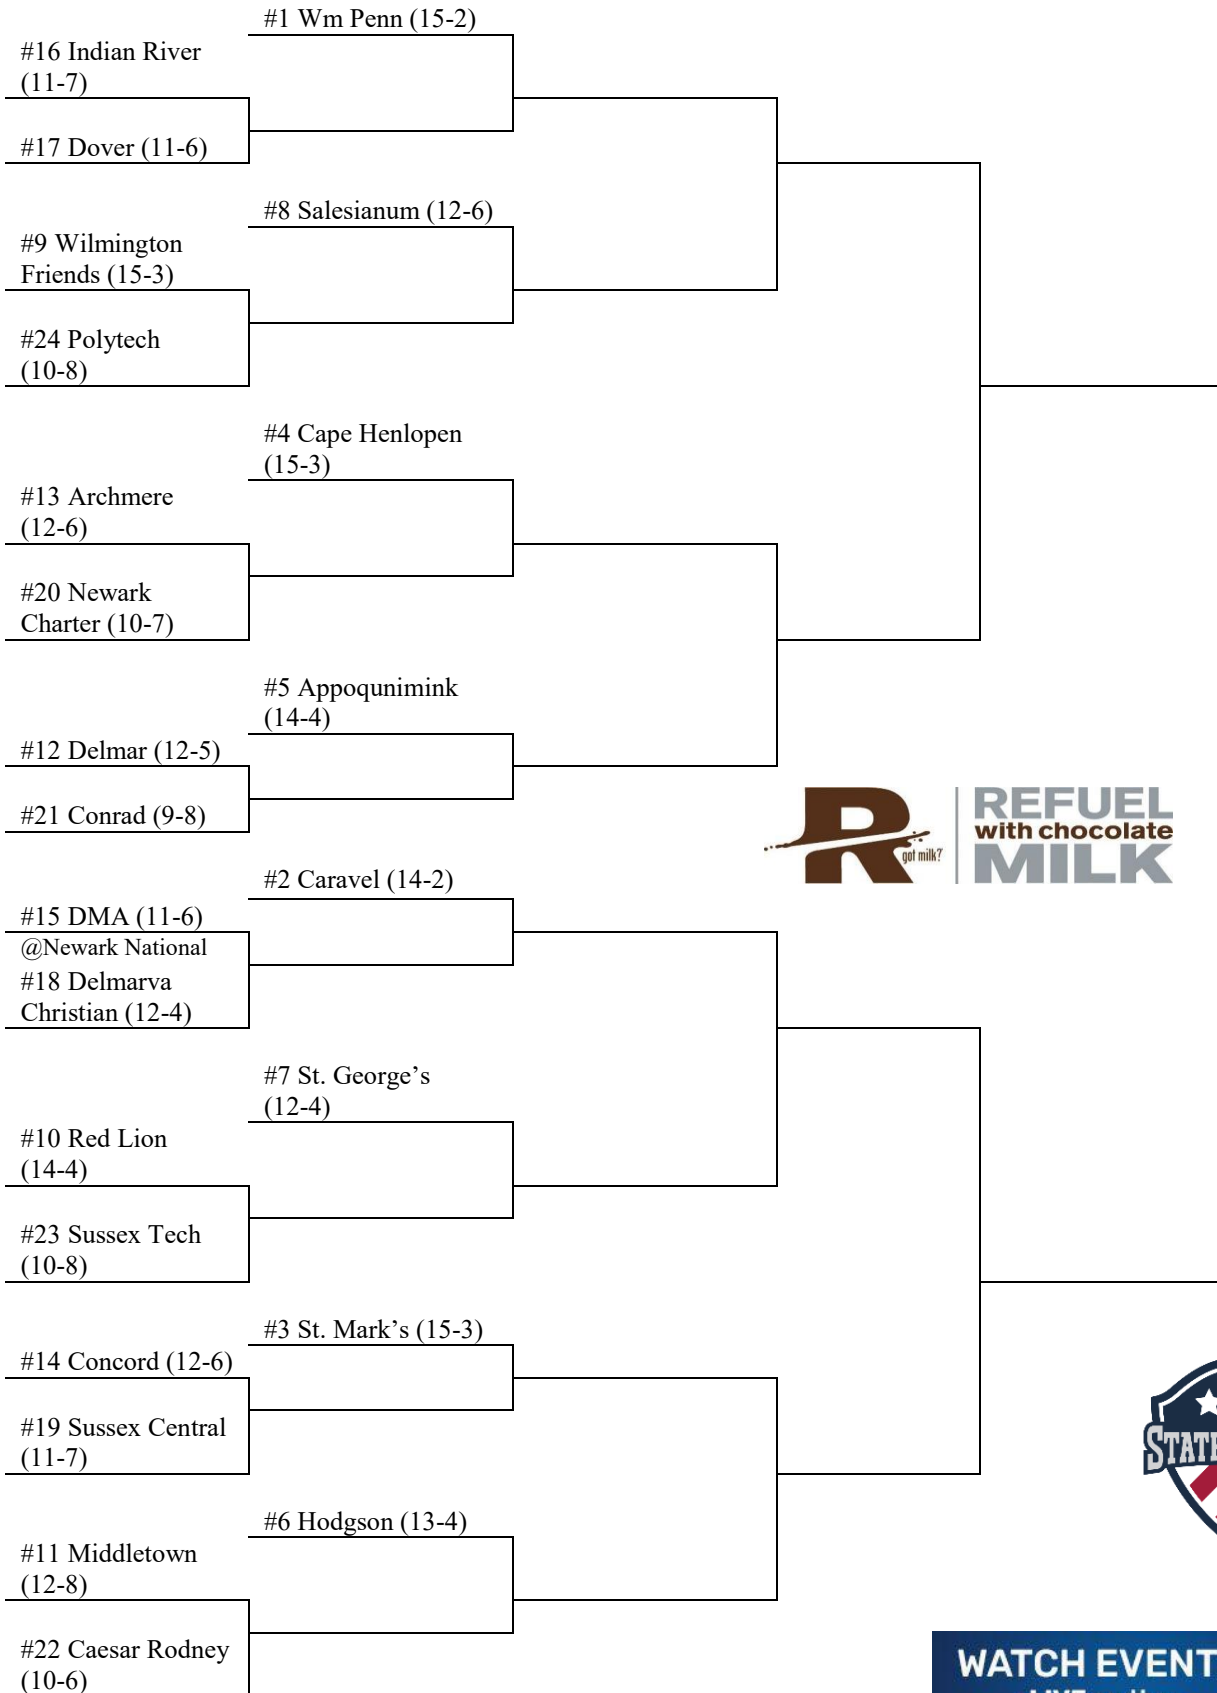 #1 Wm Penn (15-2)
#16 Indian River
(11-7)
#17 Dover (11-6)
#8 Salesianum (12-6)
#9 Wilmington
Friends (15-3)
#24 Polytech
(10-8)
#4 Cape Henlopen
(15-3)
#13 Archmere
(12-6)
#20 Newark
Charter (10-7)
#5 Appoqunimink
(14-4)
#12 Delmar (12-5)
#21 Conrad (9-8)
REFUEL
with chocolate
MILK
R
got milk?
#2 Caravel (14-2)
#15 DMA (11-6)
@Newark National
#18 Delmarva
Christian (12-4)
#7 St. George’s
(12-4)
#10 Red Lion
(14-4)
#23 Sussex Tech
(10-8)
#3 St. Mark’s (15-3)
#14 Concord (12-6)
#19 Sussex Central
(11-7)
STATE
#6 Hodgson (13-4)
#11 Middletown
(12-8)
#22 Caesar Rodney
(10-6)
WATCH EVENT